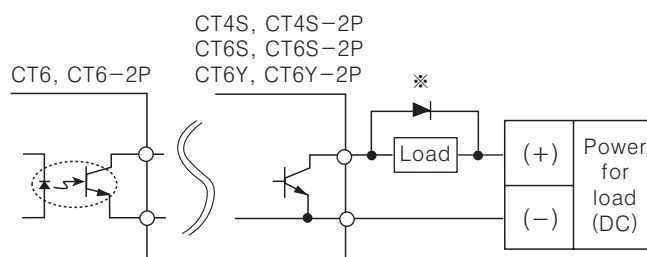 CT4S, CT4S-2P
CT6S, CT6S-2P
CT6Y, CT6Y-2P
CT6, CT6-2P
※
Load
(+)
(-)
Power
for
load
(DC)